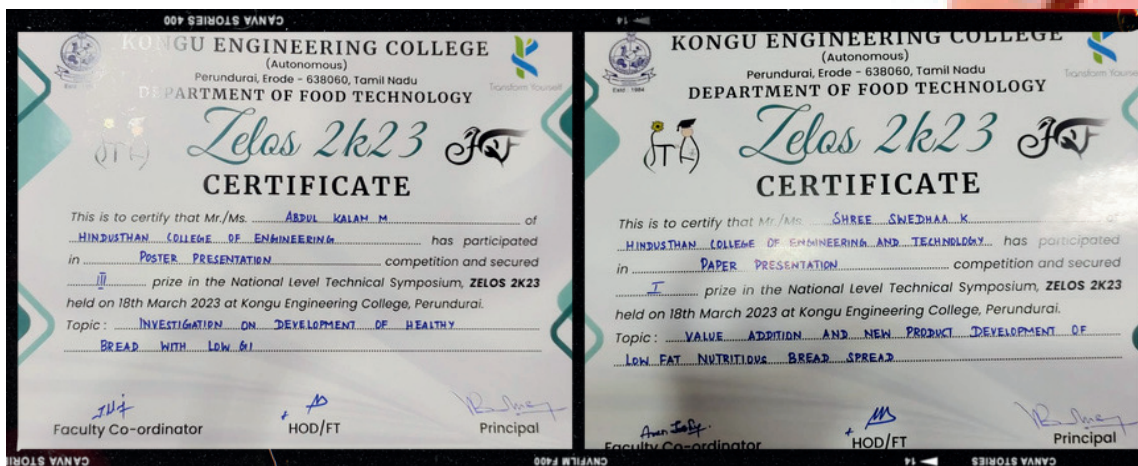 CANVA STORIES 400
KONGU ENGINEERING COLLEGE
(Autonomous)
Perundurai, Erode - 638060, Tamil Nadu
DEPARTMENT OF FOOD TECHNOLOGY
Transform Yourself
Zelos 2k23
CERTIFICATE
This is to certify that Mr./Ms. ABDUL KALAM M of
HINDUSTHAN COLLEGE OF ENGINEERING has participated
in POSTER PRESENTATION competition and secured
III prize in the National Level Technical Symposium, ZELOS 2K23
held on 18th March 2023 at Kongu Engineering College, Perundurai.
Topic : INVESTIGATION ON DEVELOPMENT OF HEALTHY
BREAD WITH LOW GI
Faculty Co-ordinator
HOD/FT
Principal
14
KONGU ENGINEERING COLLEGE
(Autonomous)
Perundurai, Erode - 638060, Tamil Nadu
Estd : 1984
DEPARTMENT OF FOOD TECHNOLOGY
Transform Yourself
Zelos 2k23
CERTIFICATE
This is to certify that Mr./Ms. SHREE SWEDHAA K of
HINDUSTHAN COLLEGE OF ENGINEERING AND TECHNOLOGY has participated
in PAPER PRESENTATION competition and secured
I prize in the National Level Technical Symposium, ZELOS 2K23
held on 18th March 2023 at Kongu Engineering College, Perundurai.
Topic : VALUE ADDITION AND NEW PRODUCT DEVELOPMENT OF
LOW FAT NUTRITIOUS BREAD SPREAD
Faculty Co-ordinator
HOD/FT
Principal
CANVA STORIES
CANVFILM F400
14
CANVA STORIES